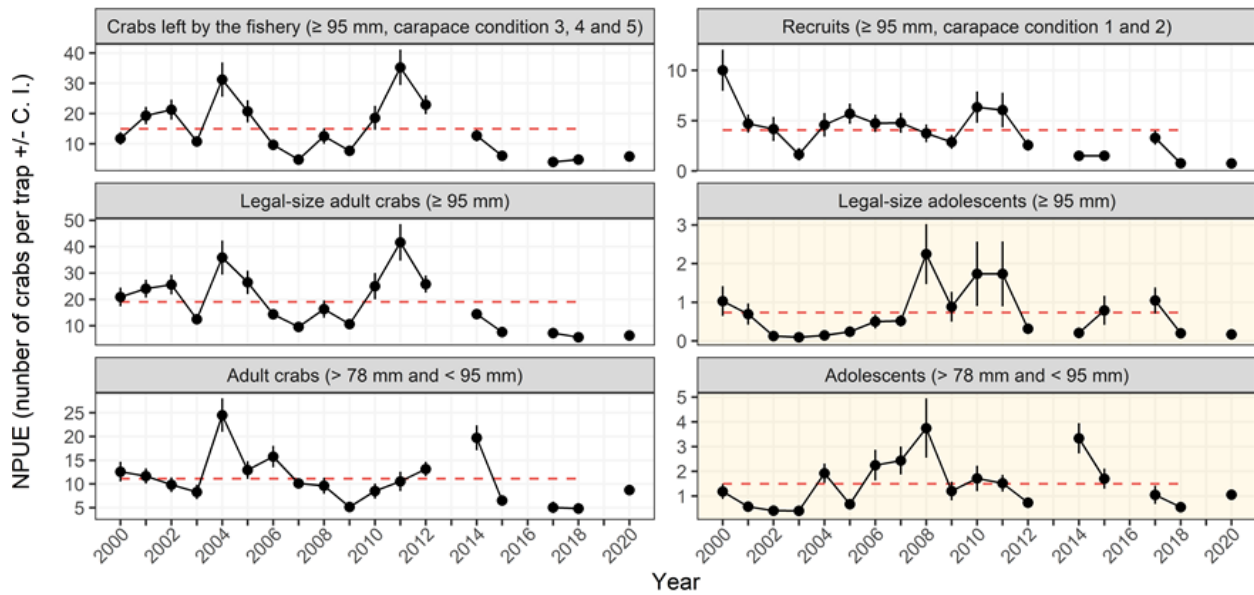 Crabs left by the fishery (≥ 95 mm, carapace condition 3, 4 and 5)
Recruits (≥ 95 mm, carapace condition 1 and 2)
40
30
20
10
10
5
0
Legal-size adult crabs (≥ 95 mm)
Legal-size adolescents (≥ 95 mm)
50
40
30
20
10
3
2
1
0
Adult crabs (> 78 mm and < 95 mm)
Adolescents (> 78 mm and < 95 mm)
25
20
15
10
5
5
4
3
2
1
NPUE (nunber of crabs per trap +/- C. I.)
2000 2002 2004 2006 2008 2010 2012 2014 2016 2018 2020
2000 2002 2004 2006 2008 2010 2012 2014 2016 2018 2020
Year